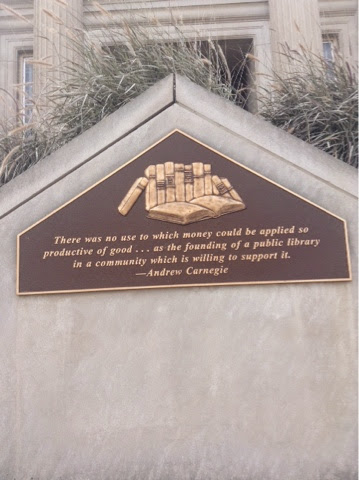 There was no use to which money could be applied so
productive of good . . . as the founding of a public library
in a community which is willing to support it.
—Andrew Carnegie